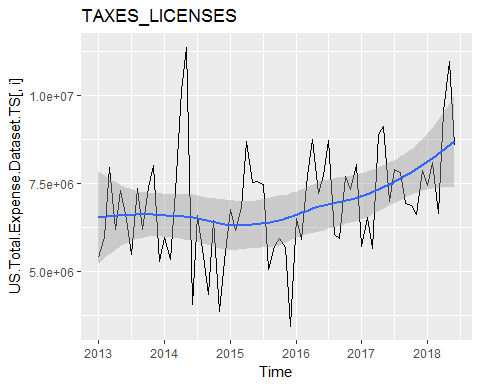 TAXES_LICENSES
US.Total.Expense.Dataset.TS[, i]
1.0e+07
7.5e+06
5.0e+06
2013 2014 2015 2016 2017 2018
Time